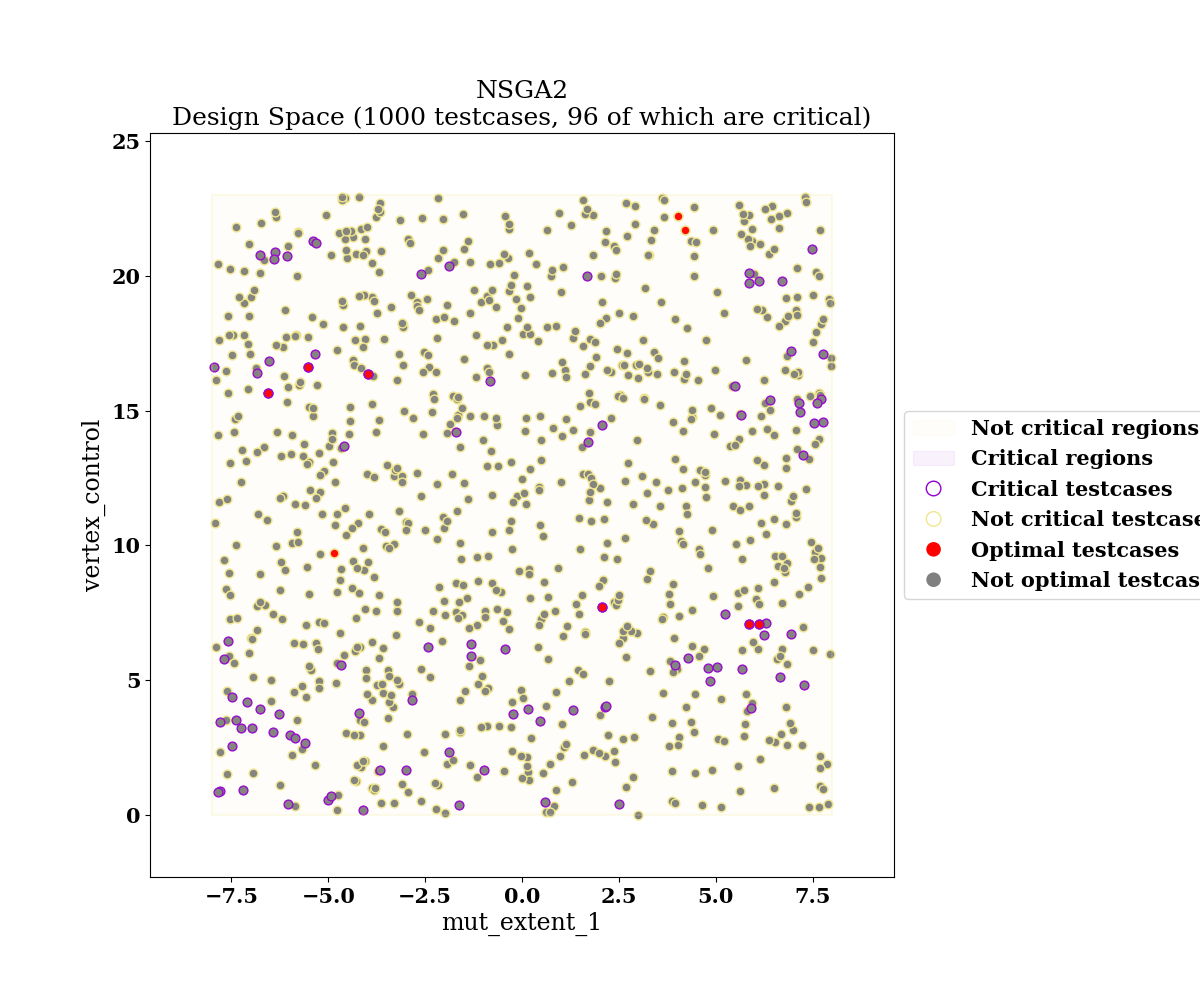 NSGA2
Design Space (1000 testcases, 96 of which are critical)
25
20
15
10
5
0
vertex_control
−7.5
−5.0
−2.5
0.0
2.5
5.0
7.5
mut_extent_1
Not critical regions
Critical regions
Critical testcases
Not critical testcase
Optimal testcases
Not optimal testcas